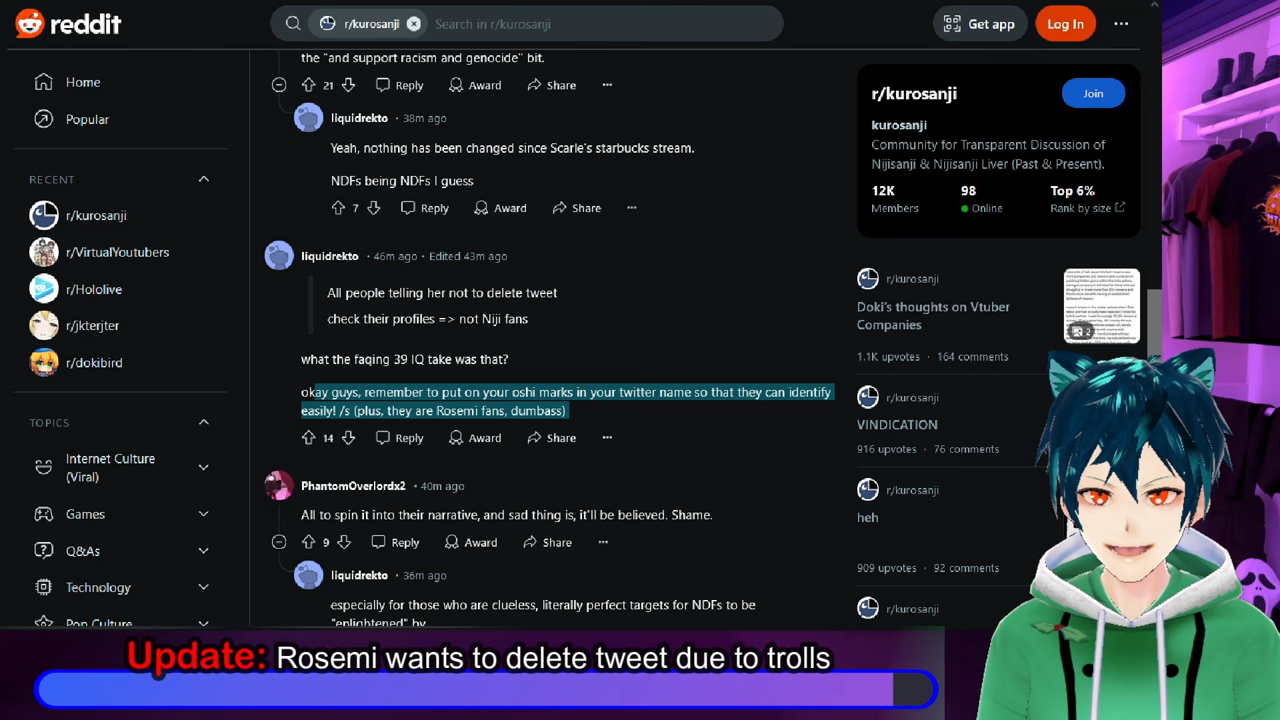 reddit
r/kurosanji
Search in r/kurosanji
Get app
Log In
Home
Popular
RECENT
r/kurosanji
r/VirtualYoutubers
r/Hololive
r/jkterjter
r/dokibird
TOPICS
Internet Culture
(Viral)
Games
Q&As
Technology
Pop Culture
the "and support racism and genocide" bit.
21 Reply Award Share
liquidrekto • 38m ago
Yeah, nothing has been changed since Scarle's starbucks stream.
NDFs being NDFs I guess
7 Reply Award Share
liquidrekto • 46m ago • Edited 43m ago
not to delete tweet
=> not Niji fans
what the faqing 39 IQ take was that?
okay guys, remember to put on your oshi marks in your twitter name so that they can identify
easily! /s (plus, they are Rosemi fans, dumbass)
14 Reply Award Share
PhantomOverlordx2 • 40m ago
All to spin it into their narrative, and sad thing is, it'll be believed. Shame.
9 Reply Award Share
liquidrekto • 36m ago
especially for those who are clueless, literally perfect targets for NDFs to be
"enlightened" by
r/kurosanji
Join
kurosanji
Community for Transparent Discussion of
Nijisanji & Nijisanji Liver (Past & Present).
12K 98 Top 6%
Members Online Rank by size
r/kurosanji
Doki's thoughts on Vtuber
Companies
1.1K upvotes • 164 comments
r/kurosanji
VINDICATION
916 upvotes • 76 comments
r/kurosanji
heh
909 upvotes • 92 comments
r/kurosanji
Update: Rosemi wants to delete tweet due to trolls